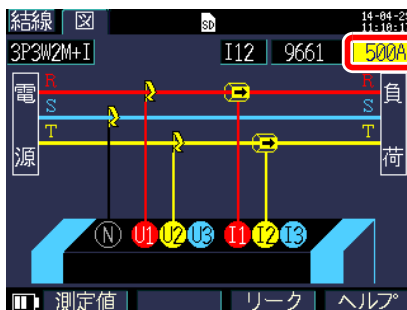 結線 図 SD 14-04-2
11:10:1
3P3W2M+I I12 9661 500A
電源 R R 負荷
S S
T T
N U1 U2 U3 I1 I2 I3
測定値 リーク ヘルプ